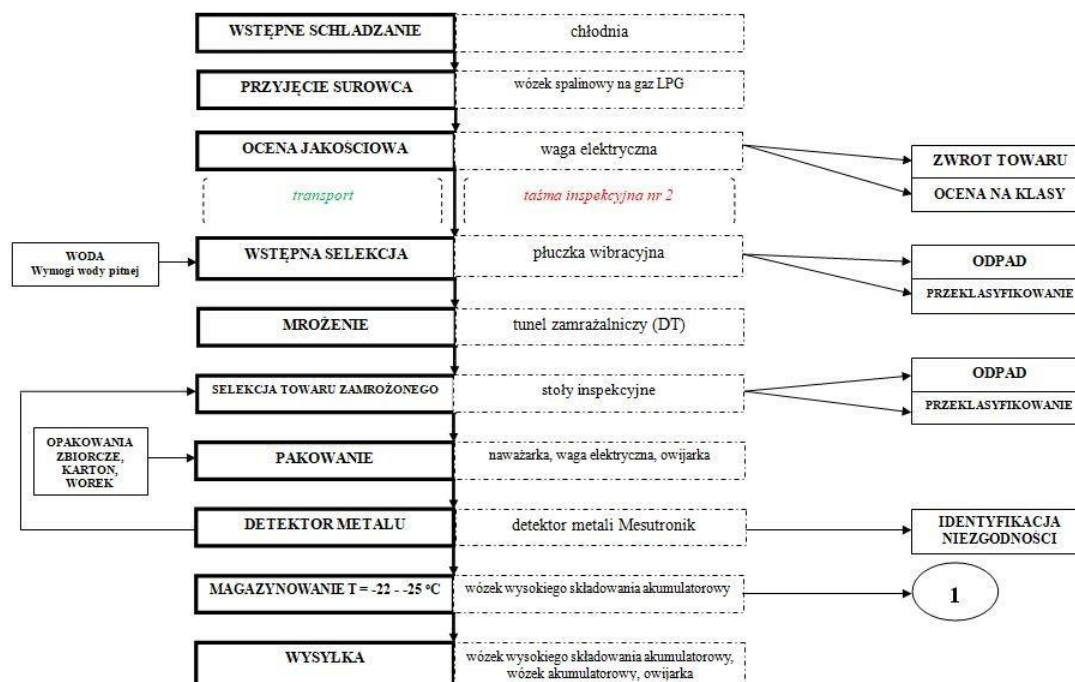 WSTĘPNE SCHŁADZANIE
chłodnia
PRZYJĘCIE SUROWCA
wózek spalinowy na gaz LPG
OCENA JAKOŚCIOWA
waga elektryczna
ZWROT TOWARU
OCENA NA KLASY
transport
taśma inspekcyjna nr 2
WODA
Wymogi wody pitnej
WSTĘPNA SELEKCJA
płuczka wibracyjna
ODPAD
PRZEKLASYFIKOWANIE
MROŻENIE
tunel zamrażalniczy (DT)
SELEKCJA TOWARU ZAMROŻONEGO
stoły inspekcyjne
ODPAD
PRZEKLASYFIKOWANIE
OPAKOWANIA
ZBIORCZE,
KARTON,
WOREK
PAKOWANIE
naważarka, waga elektryczna, owijarka
DETEKTOR METALU
detektor metali Mesutronik
IDENTYFIKACJA
NIEZGODNOŚCI
MAGAZYNOWANIE T = -22 - -25 °C
wózek wysokiego składowania akumulatorowy
1
WYSYŁKA
wózek wysokiego składowania akumulatorowy,
wózek akumulatorowy, owijarka